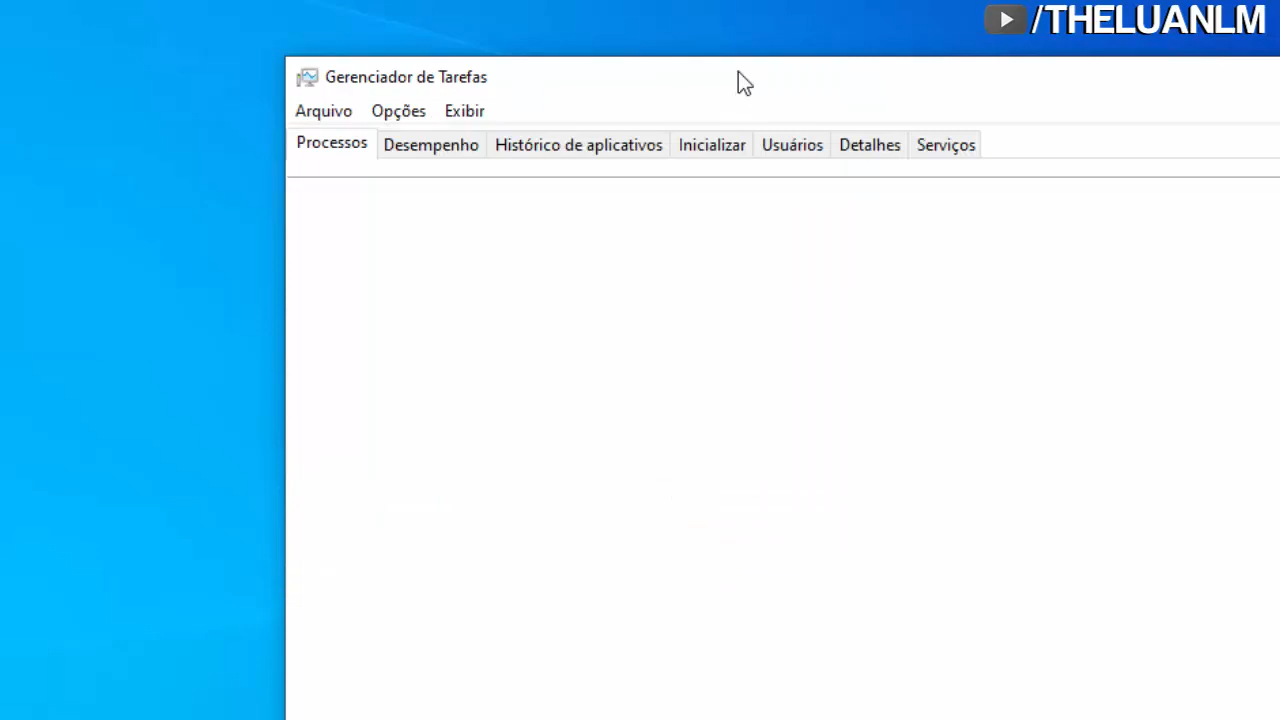 /THELUANLM
Gerenciador de Tarefas
Arquivo Opções Exibir
Processos Desempenho Histórico de aplicativos Inicializar Usuários Detalhes Serviços